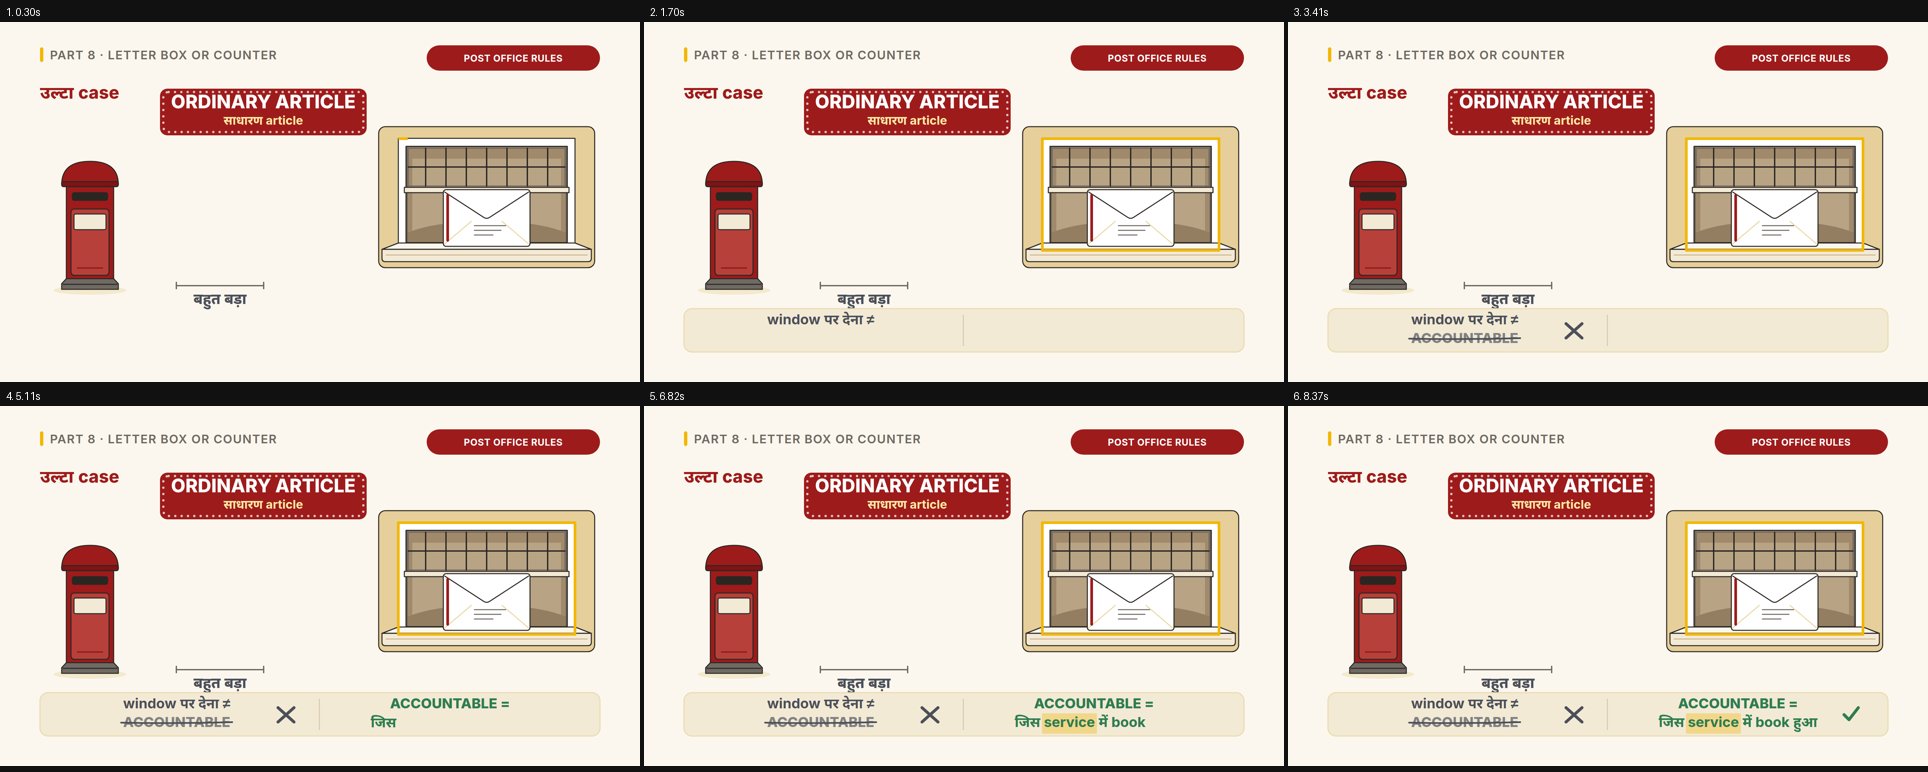 1. 0.30s
PART 8 · LETTER BOX OR COUNTER
POST OFFICE RULES
उल्टा case
ORDINARY ARTICLE
साधारण article
बहुत बड़ा
2. 1.70s
PART 8 · LETTER BOX OR COUNTER
POST OFFICE RULES
उल्टा case
ORDINARY ARTICLE
साधारण article
बहुत बड़ा
window पर देना ≠
3. 3.41s
PART 8 · LETTER BOX OR COUNTER
POST OFFICE RULES
उल्टा case
ORDINARY ARTICLE
साधारण article
बहुत बड़ा
window पर देना ≠
ACCOUNTABLE
4. 5.11s
PART 8 · LETTER BOX OR COUNTER
POST OFFICE RULES
उल्टा case
ORDINARY ARTICLE
साधारण article
बहुत बड़ा
window पर देना ≠
ACCOUNTABLE
ACCOUNTABLE =
जिस
5. 6.82s
PART 8 · LETTER BOX OR COUNTER
POST OFFICE RULES
उल्टा case
ORDINARY ARTICLE
साधारण article
बहुत बड़ा
window पर देना ≠
ACCOUNTABLE
ACCOUNTABLE =
जिस service में book
6. 8.37s
PART 8 · LETTER BOX OR COUNTER
POST OFFICE RULES
उल्टा case
ORDINARY ARTICLE
साधारण article
बहुत बड़ा
window पर देना ≠
ACCOUNTABLE
ACCOUNTABLE =
जिस service में book हुआ